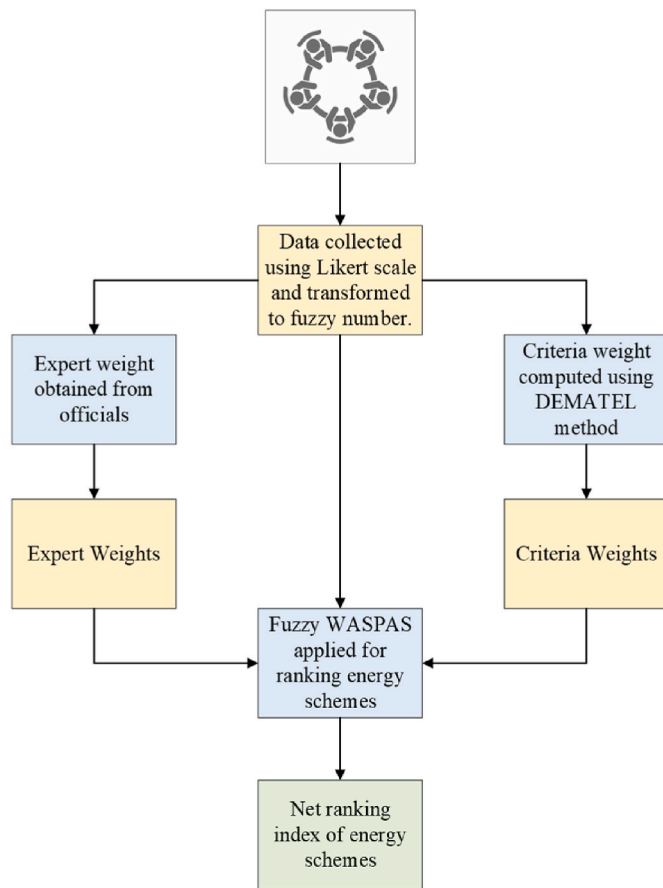 Data collected
using Likert scale
and transformed
to fuzzy number.
Expert weight
obtained from
officials
Criteria weight
computed using
DEMATEL
method
Expert Weights
Criteria Weights
Fuzzy WASPAS
applied for
ranking energy
schemes
Net ranking
index of energy
schemes